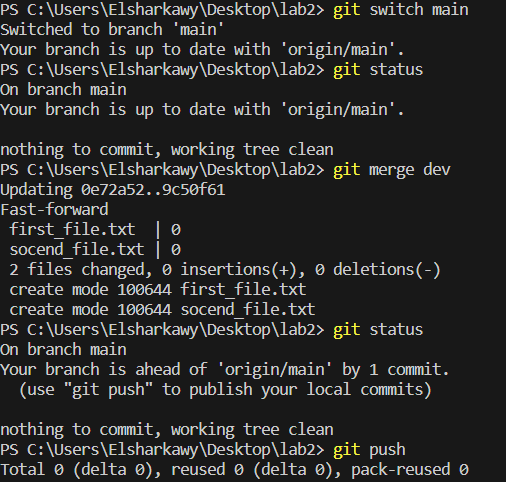 PS C:\Users\Elsharkawy\Desktop\lab2> git switch main
Switched to branch 'main'
Your branch is up to date with 'origin/main'.
PS C:\Users\Elsharkawy\Desktop\lab2> git status
On branch main
Your branch is up to date with 'origin/main'.

nothing to commit, working tree clean
PS C:\Users\Elsharkawy\Desktop\lab2> git merge dev
Updating 0e72a52..9c50f61
Fast-forward
 first_file.txt  | 0
 socend_file.txt | 0
 2 files changed, 0 insertions(+), 0 deletions(-)
 create mode 100644 first_file.txt
 create mode 100644 socend_file.txt
PS C:\Users\Elsharkawy\Desktop\lab2> git status
On branch main
Your branch is ahead of 'origin/main' by 1 commit.
  (use "git push" to publish your local commits)

nothing to commit, working tree clean
PS C:\Users\Elsharkawy\Desktop\lab2> git push
Total 0 (delta 0), reused 0 (delta 0), pack-reused 0